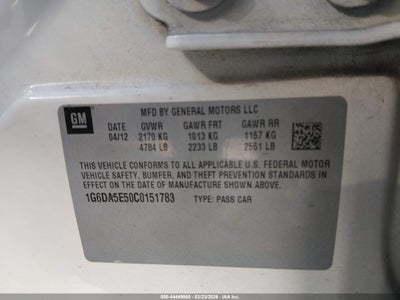 GM
MFD BY GENERAL MOTORS LLC
DATE GVWR GAWR FRT GAWR RR
04/12 2170 KG 1013 KG 1157 KG
4784 LB 2233 LB 2551 LB
THIS VEHICLE CONFORMS TO ALL APPLICABLE U.S. FEDERAL MOTOR
VEHICLE SAFETY, BUMPER, AND THEFT PREVENTION STANDARDS IN
EFFECT ON THE DATE OF MANUFACTURE SHOWN ABOVE.
1G6DA5E50C0151783 TYPE: PASS CAR